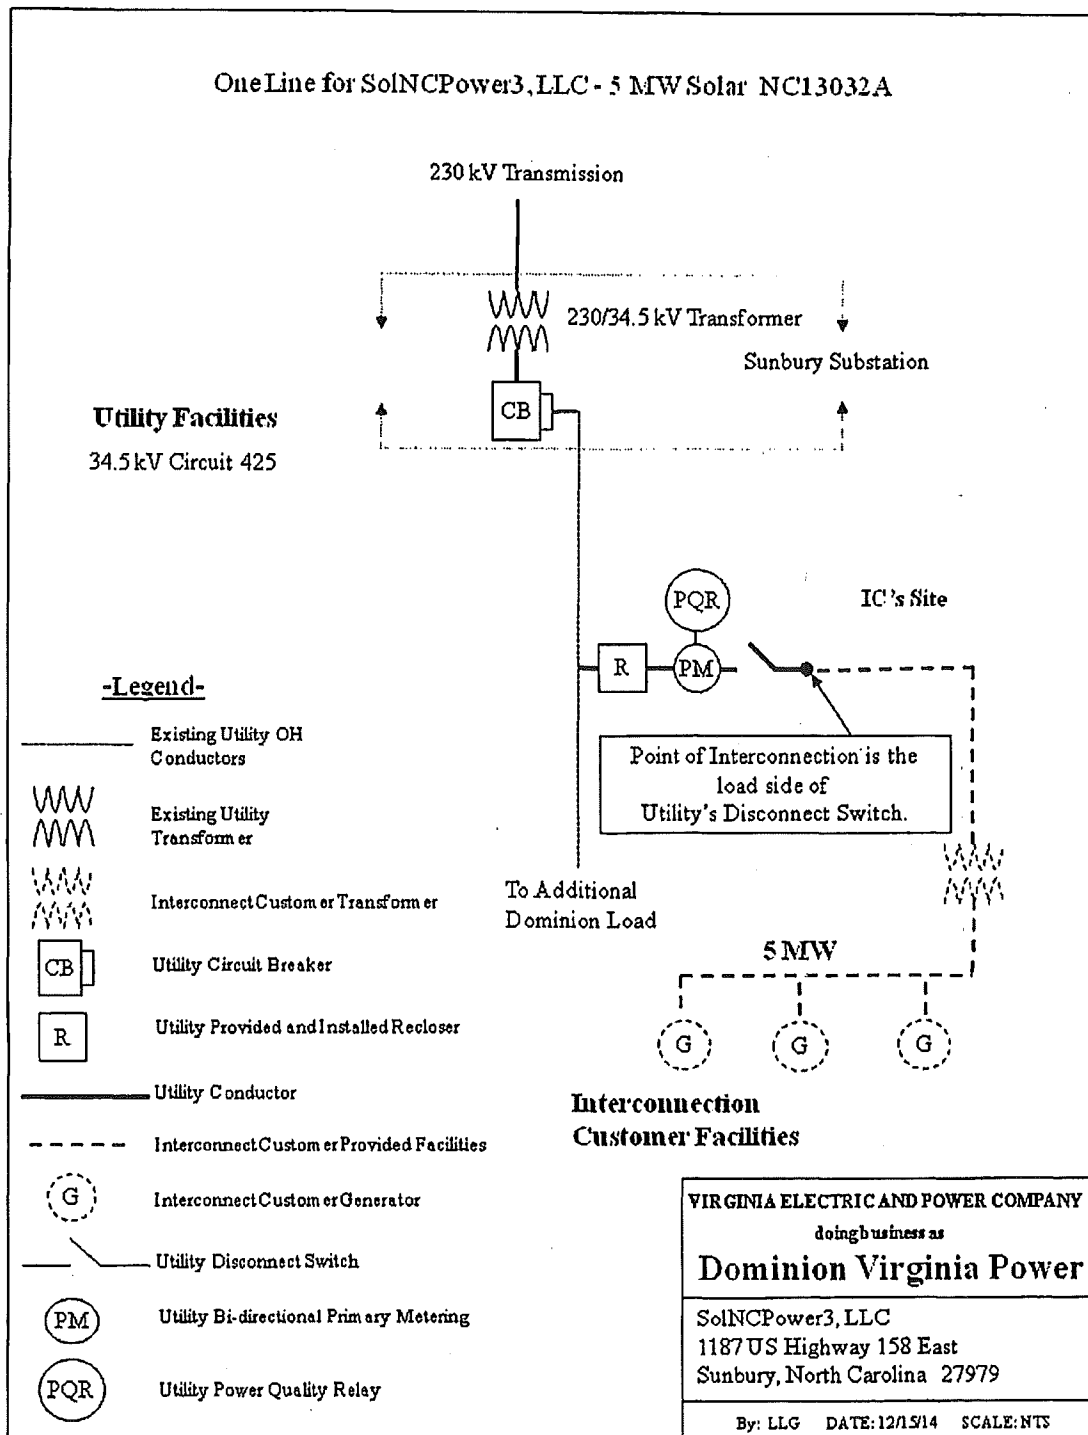 One Line for SolNCPower3, LLC - 5 MW Solar NC13032A
230 kV Transmission
230/34.5 kV Transformer
Sunbury Substation
CB
Utility Facilities
34.5 kV Circuit 425
PQR
IC's Site
R
PM
Point of Interconnection is the
load side of
Utility's Disconnect Switch.
To Additional
Dominion Load
5 MW
G
G
G
Interconnection
Customer Facilities
-Legend-
Existing Utility OH
Conductors
Existing Utility
Transformer
Interconnect Customer Transformer
CB
Utility Circuit Breaker
R
Utility Provided and Installed Recloser
Utility Conductor
Interconnect Customer Provided Facilities
G
Interconnect Customer Generator
Utility Disconnect Switch
PM
Utility Bi-directional Primary Metering
PQR
Utility Power Quality Relay
VIRGINIA ELECTRIC AND POWER COMPANY
doing business as
Dominion Virginia Power
SolNCPower3, LLC
1187 US Highway 158 East
Sunbury, North Carolina 27979
By: LLG DATE: 12/15/14 SCALE: NTS